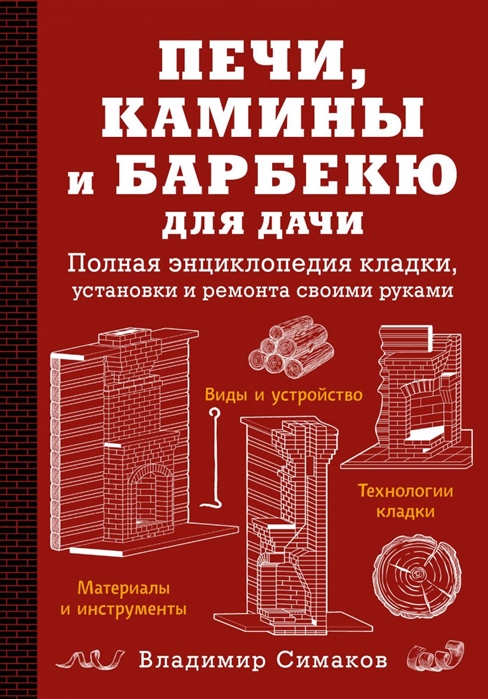 ПЕЧИ,
КАМИНЫ
и БАРБЕКЮ
ДЛЯ ДАЧИ
Полная энциклопедия кладки,
установки и ремонта своими руками
Виды и устройство
Технологии
кладки
Материалы
и инструменты
Владимир Симаков